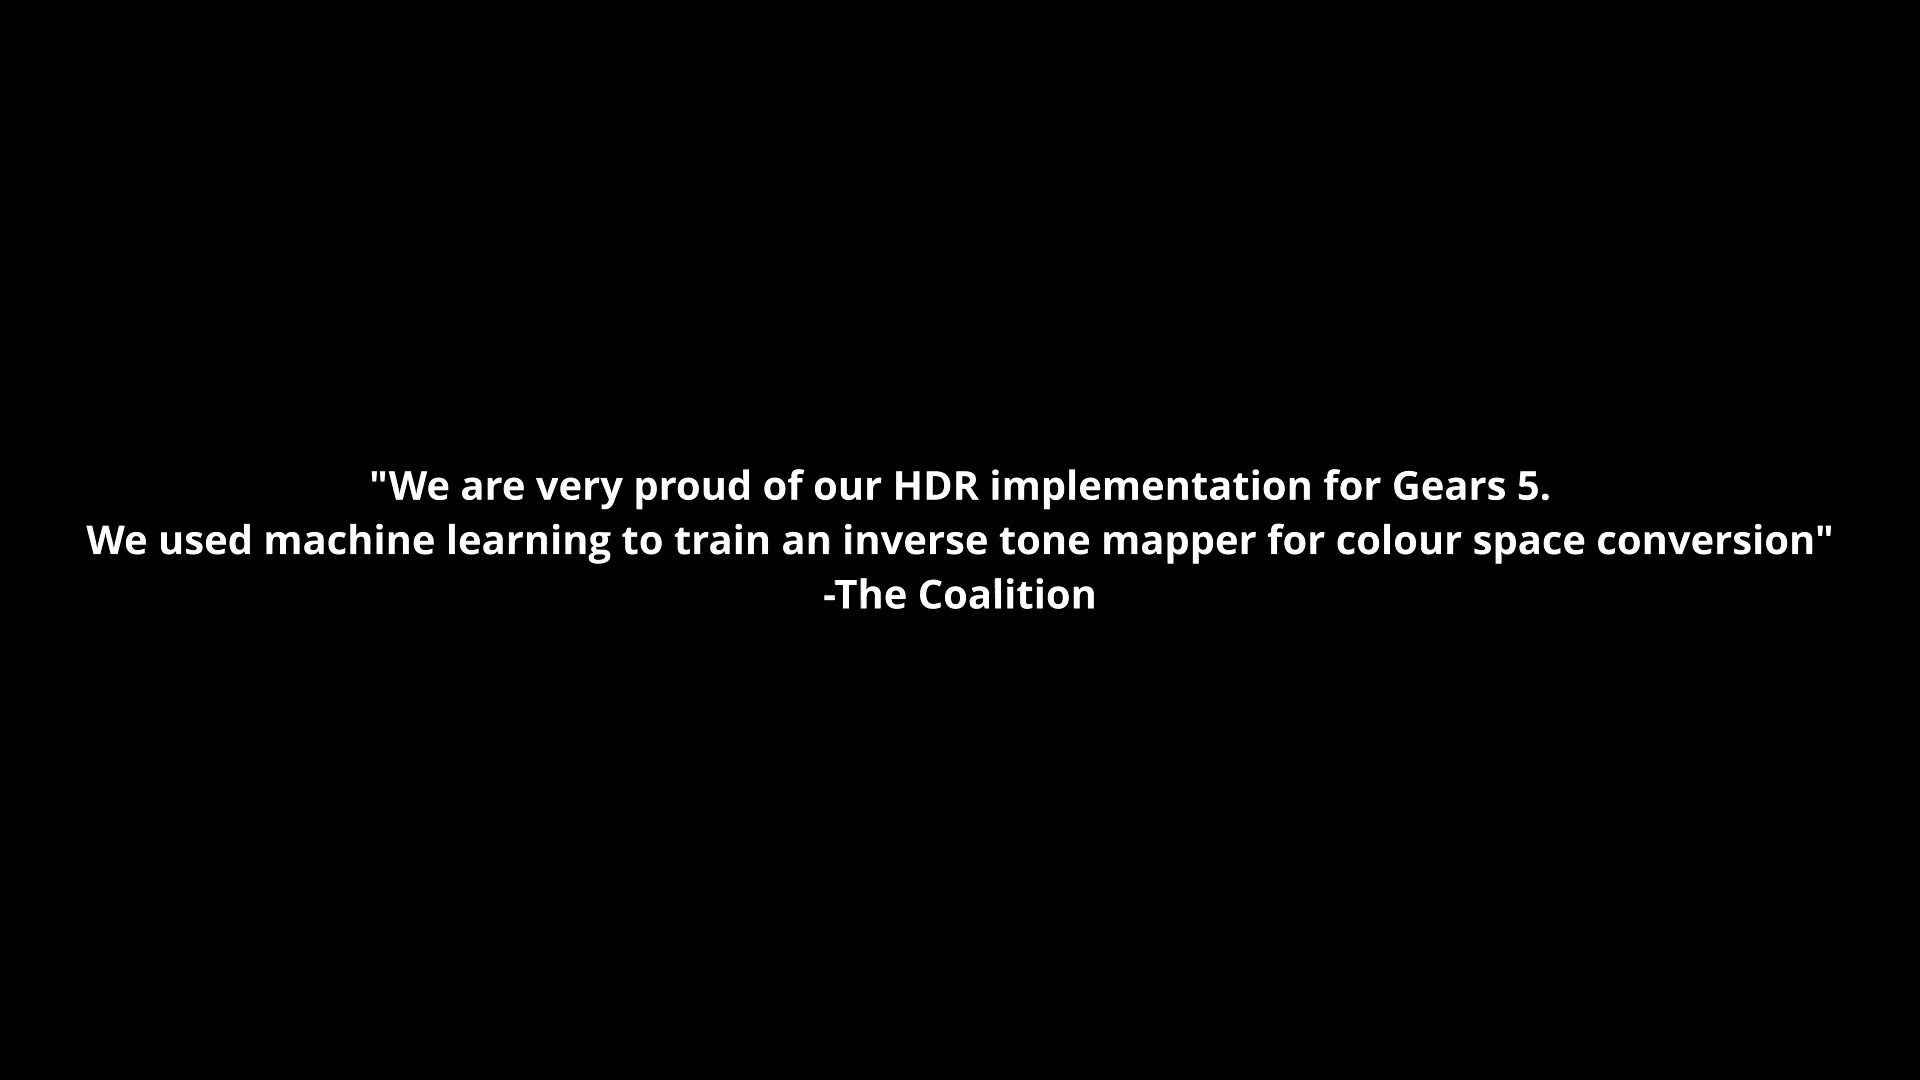 "We are very proud of our HDR implementation for Gears 5.
We used machine learning to train an inverse tone mapper for colour space conversion"
-The Coalition